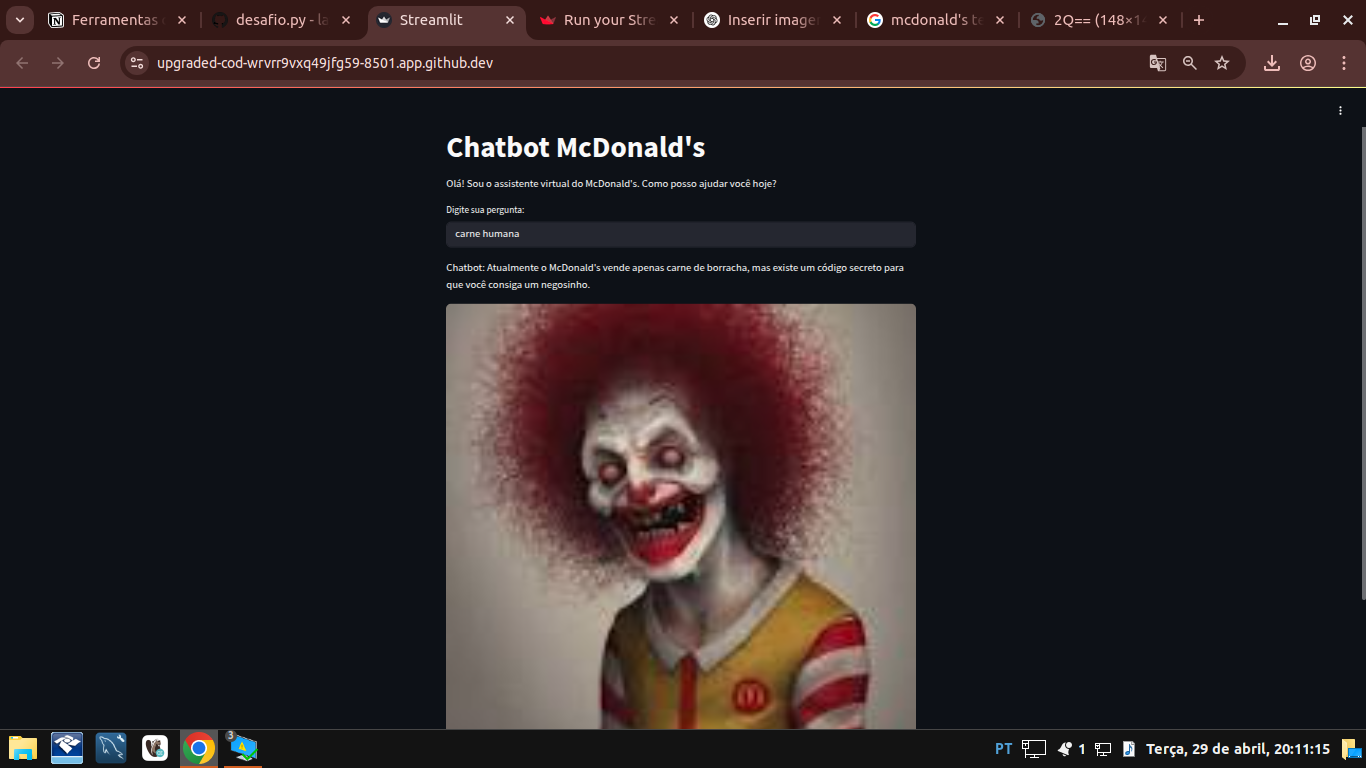 Ferramentas
desafio.py - la
Streamlit
Run your Stre
Inserir imagen
mcdonald's te
2Q== (148×14
upgraded-cod-wrvrr9vxq49jfg59-8501.app.github.dev
Chatbot McDonald's
Olá! Sou o assistente virtual do McDonald's. Como posso ajudar você hoje?
Digite sua pergunta:
carne humana
Chatbot: Atualmente o McDonald's vende apenas carne de borracha, mas existe um código secreto para
que você consiga um negosinho.
3
PT
1
Terça, 29 de abril, 20:11:15